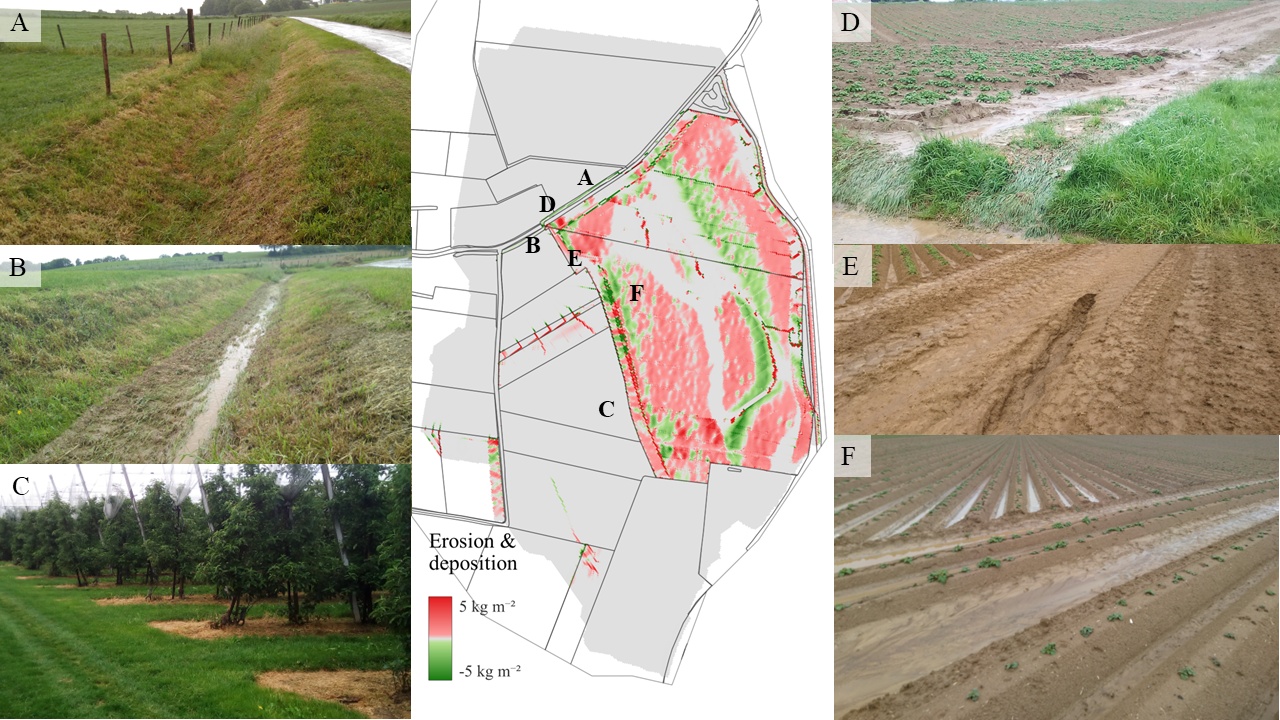 A
B
C
D
E
F
A
D
B
E
F
C
Erosion &
deposition
5 kg m⁻²
-5 kg m⁻²